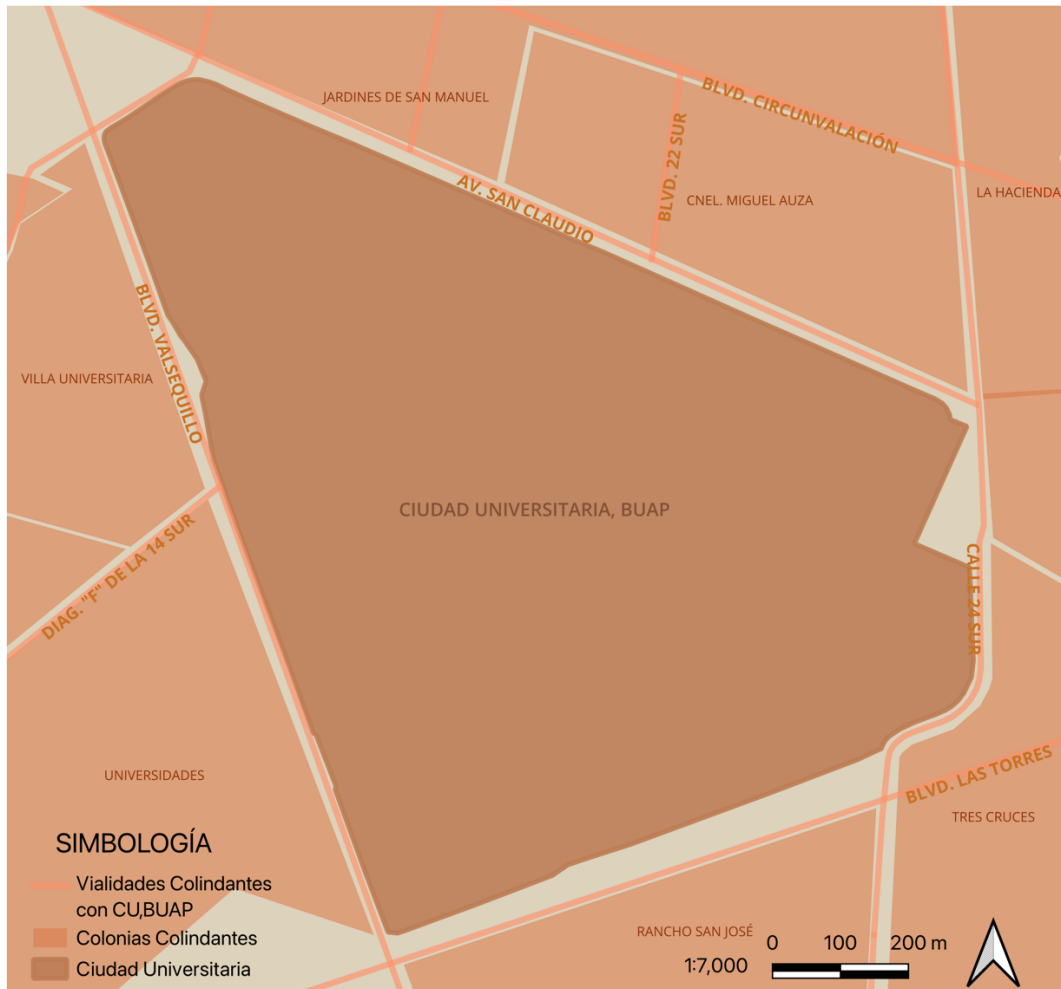 JARDINES DE SAN MANUEL
BLVD. CIRCUNVALACIÓN
BLVD. 22 SUR
CNEL. MIGUEL AUZA
LA HACIENDA
AV. SAN CLAUDIO
BLVD. VALSEQUILLO
VILLA UNIVERSITARIA
CIUDAD UNIVERSITARIA, BUAP
DIAG. "F" DE LA 14 SUR
CALLE 24 SUR
UNIVERSIDADES
BLVD. LAS TORRES
TRES CRUCES
SIMBOLOGÍA
Vialidades Colindantes
con CU,BUAP
Colonias Colindantes
Ciudad Universitaria
RANCHO SAN JOSÉ
0 100 200 m
1:7,000